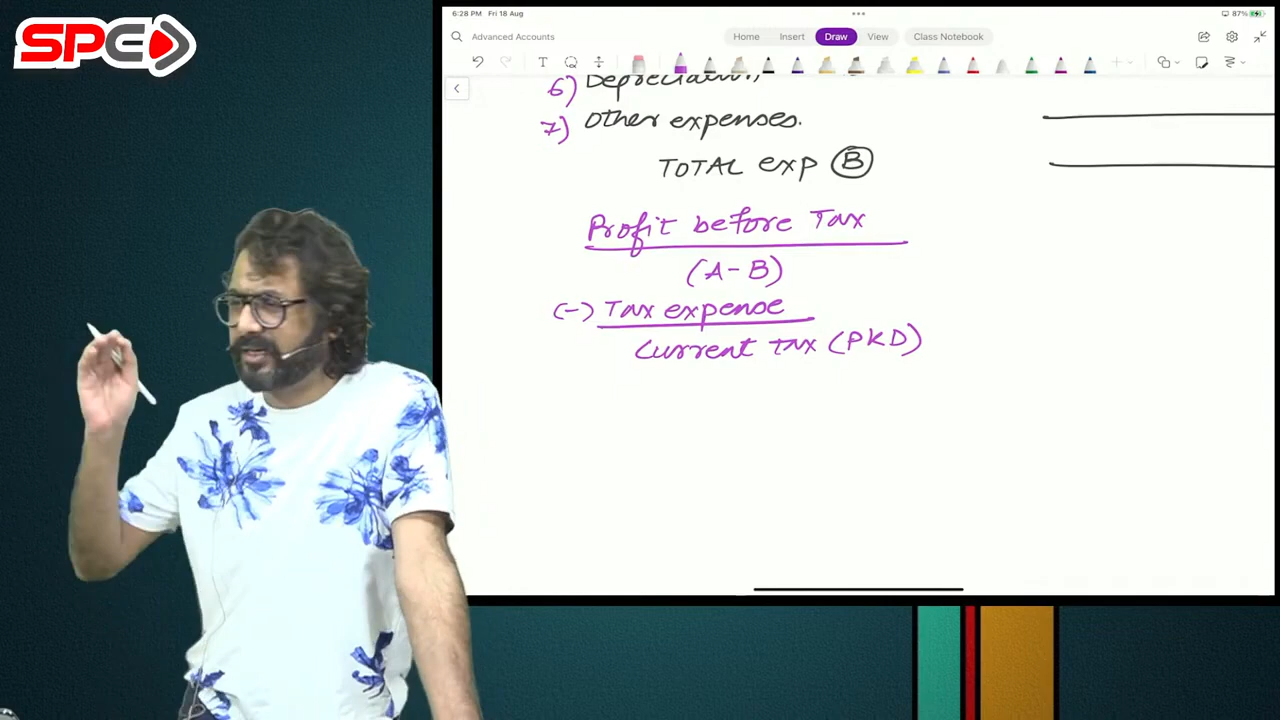 SPE
6:28 PM Fri 18 Aug
87%
Advanced Accounts
Home Insert Draw View Class Notebook
T
6) Depreciation
7) Other expenses.
TOTAL exp (B)
Profit before Tax
(A-B)
(-) Tax expense
Current tax (PKD)